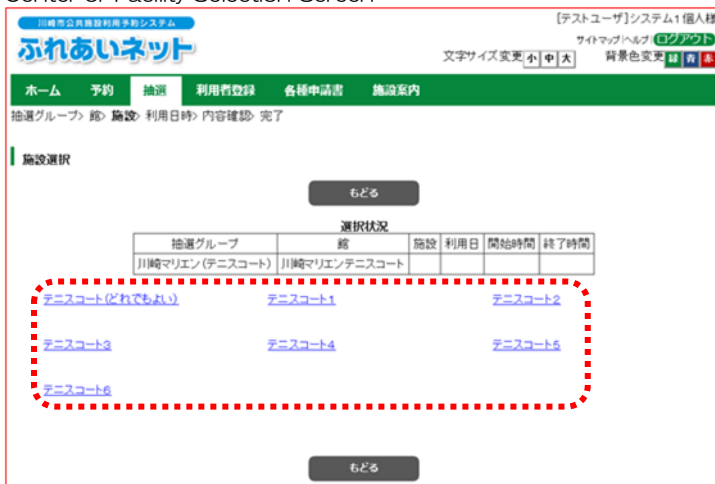 Center or Facility Selection Screen
川崎市公共施設利用予約システム
[テストユーザ]システム1個人様
ふれあいネット
サイトマップ|ヘルプ|ログアウト
文字サイズ変更 小 中 大 背景色変更 緑 青 赤
ホーム 予約 抽選 利用者登録 各種申請書 施設案内
抽選グループ> 館> 施設> 利用日時> 内容確認> 完了
施設選択
もどる
選択状況
抽選グループ 館 施設 利用日 開始時間 終了時間
川崎マリエン(テニスコート) 川崎マリエンテニスコート
テニスコート(どれでもよい) テニスコート1 テニスコート2
テニスコート3 テニスコート4 テニスコート5
テニスコート6
もどる